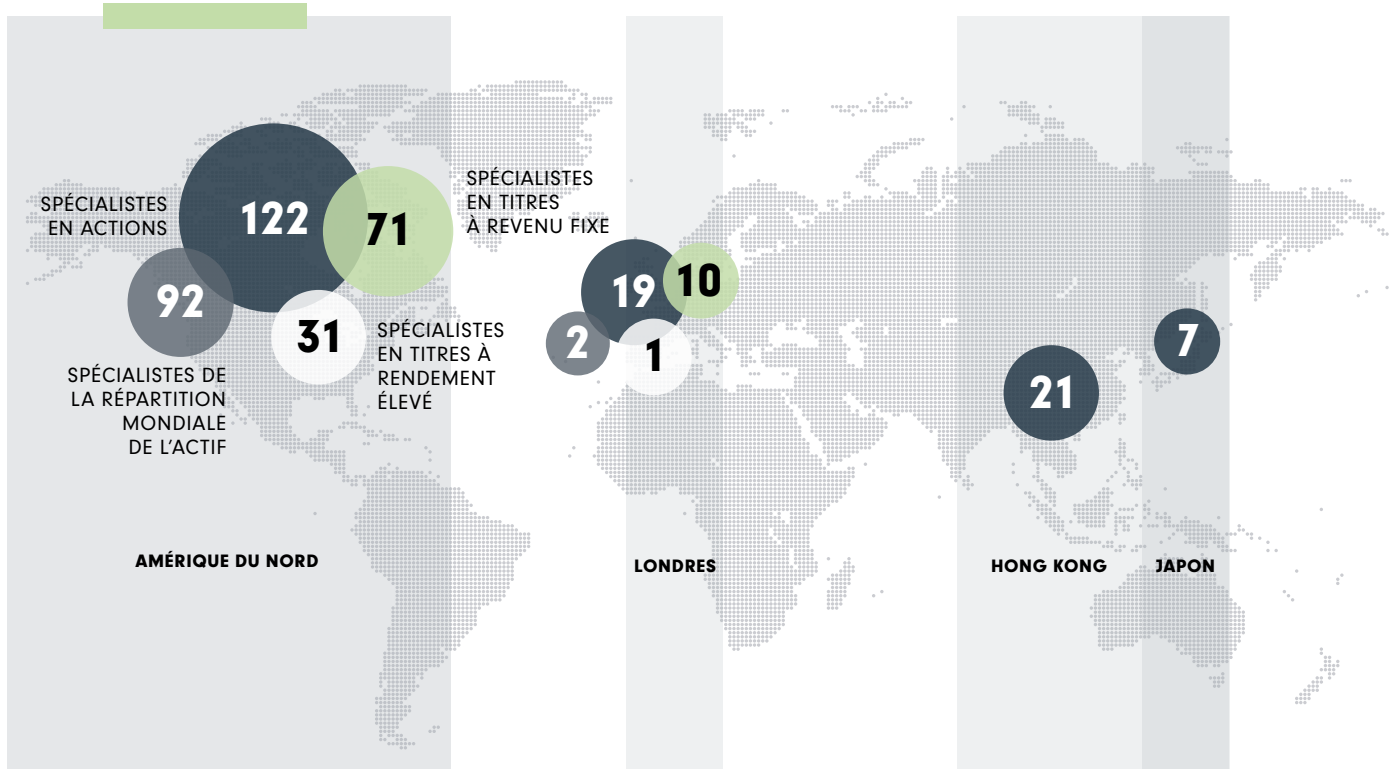 SPÉCIALISTES
EN ACTIONS
122
71
SPÉCIALISTES
EN TITRES
À REVENU FIXE
92
31
SPÉCIALISTES
EN TITRES À
RENDEMENT
ÉLEVÉ
SPÉCIALISTES DE
LA RÉPARTITION
MONDIALE
DE L’ACTIF
19
10
2
1
21
7
AMÉRIQUE DU NORD
LONDRES
HONG KONG
JAPON